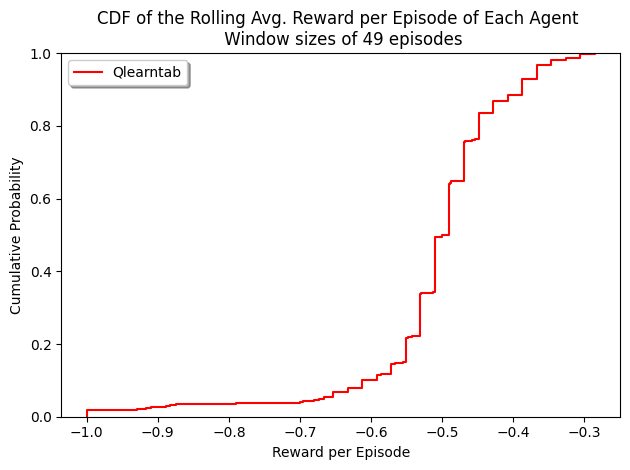 CDF of the Rolling Avg. Reward per Episode of Each Agent
Window sizes of 49 episodes
Qlearntab
Cumulative Probability
1.0
0.8
0.6
0.4
0.2
0.0
−1.0 −0.9 −0.8 −0.7 −0.6 −0.5 −0.4 −0.3
Reward per Episode